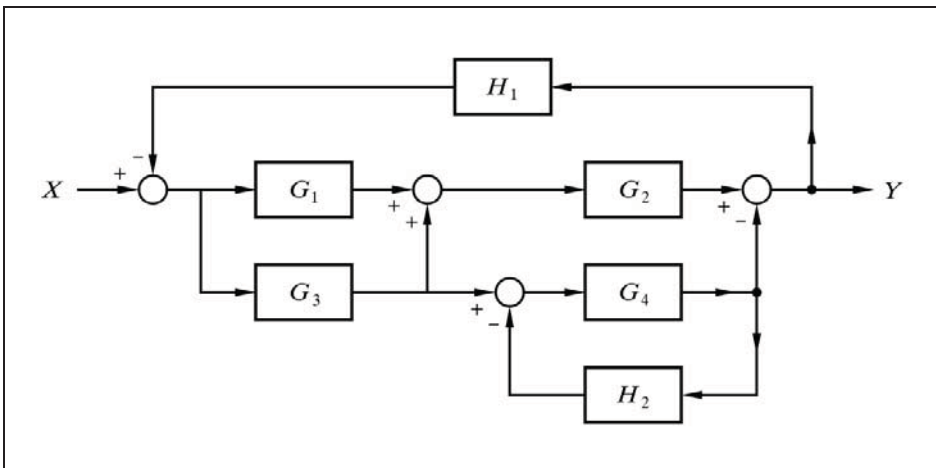 H₁
−
X
+
G₁
+
+
G₂
+
−
Y
G₃
+
−
G₄
H₂